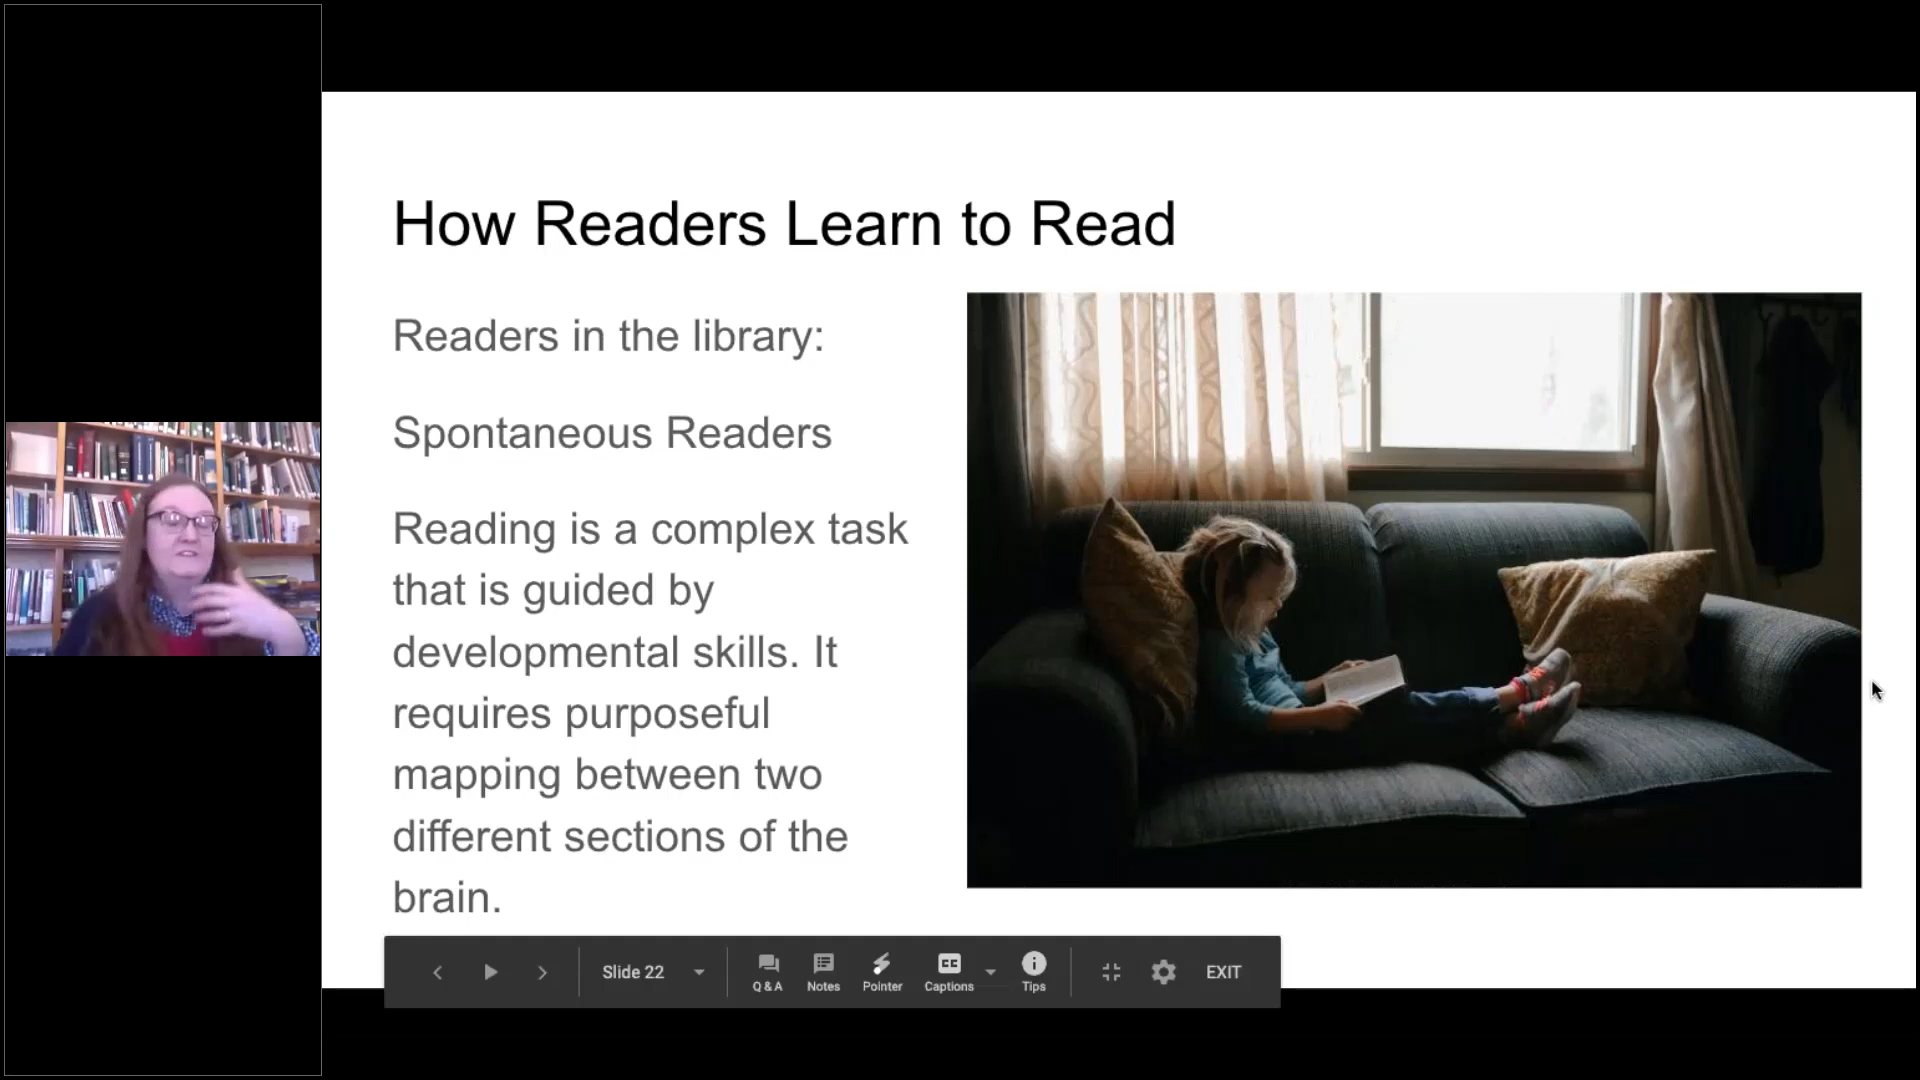 How Readers Learn to Read
Readers in the library:
Spontaneous Readers
Reading is a complex task
that is guided by
developmental skills. It
requires purposeful
mapping between two
different sections of the
brain.
Slide 22
Q & A
Notes
Pointer
CC
Captions
Tips
EXIT